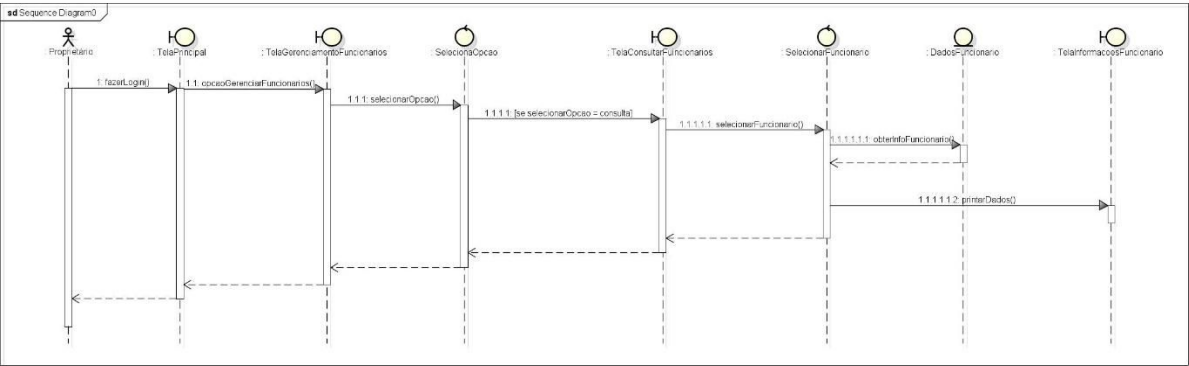 sd Sequence Diagram0
: Proprietário
: TelaPrincipal
: TelaGerenciamentoFuncionarios
: SelecionaOpcao
: TelaConsultarFuincionarios
: SelecionarFuncionario
: DadosFuncionario
: TelaInformacoesFuncionario
1: fazerLogin()
1.1: opcaoGerenciarFuncionarios()
1.1.1: selecionarOpcao()
1.1.1.1: [se selecionarOpcao = consulta]
1.1.1.1.1: selecionarFuncionario()
1.1.1.1.1.1: obterInfoFuncionario()
1.1.1.1.1.2: printarDados()